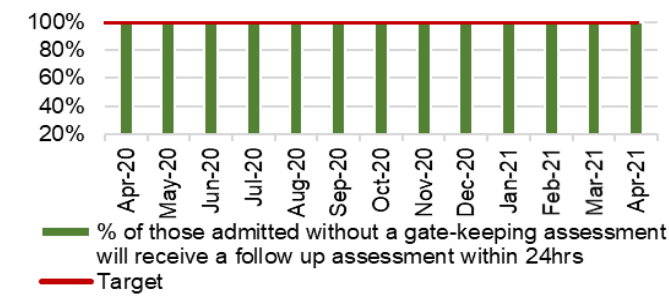 100%
80%
60%
40%
20%
Apr-20
May-20
Jun-20
Jul-20
Aug-20
Sep-20
Oct-20
Nov-20
Dec-20
Jan-21
Feb-21
Mar-21
Apr-21
% of those admitted without a gate-keeping assessment
will receive a follow up assessment within 24hrs
Target